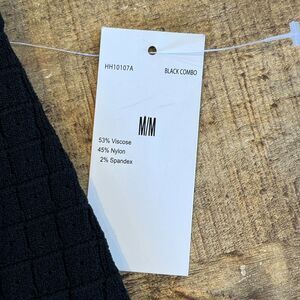 HH10107A BLACK COMBO
M/M
53% Viscose
45% Nylon
2% Spandex